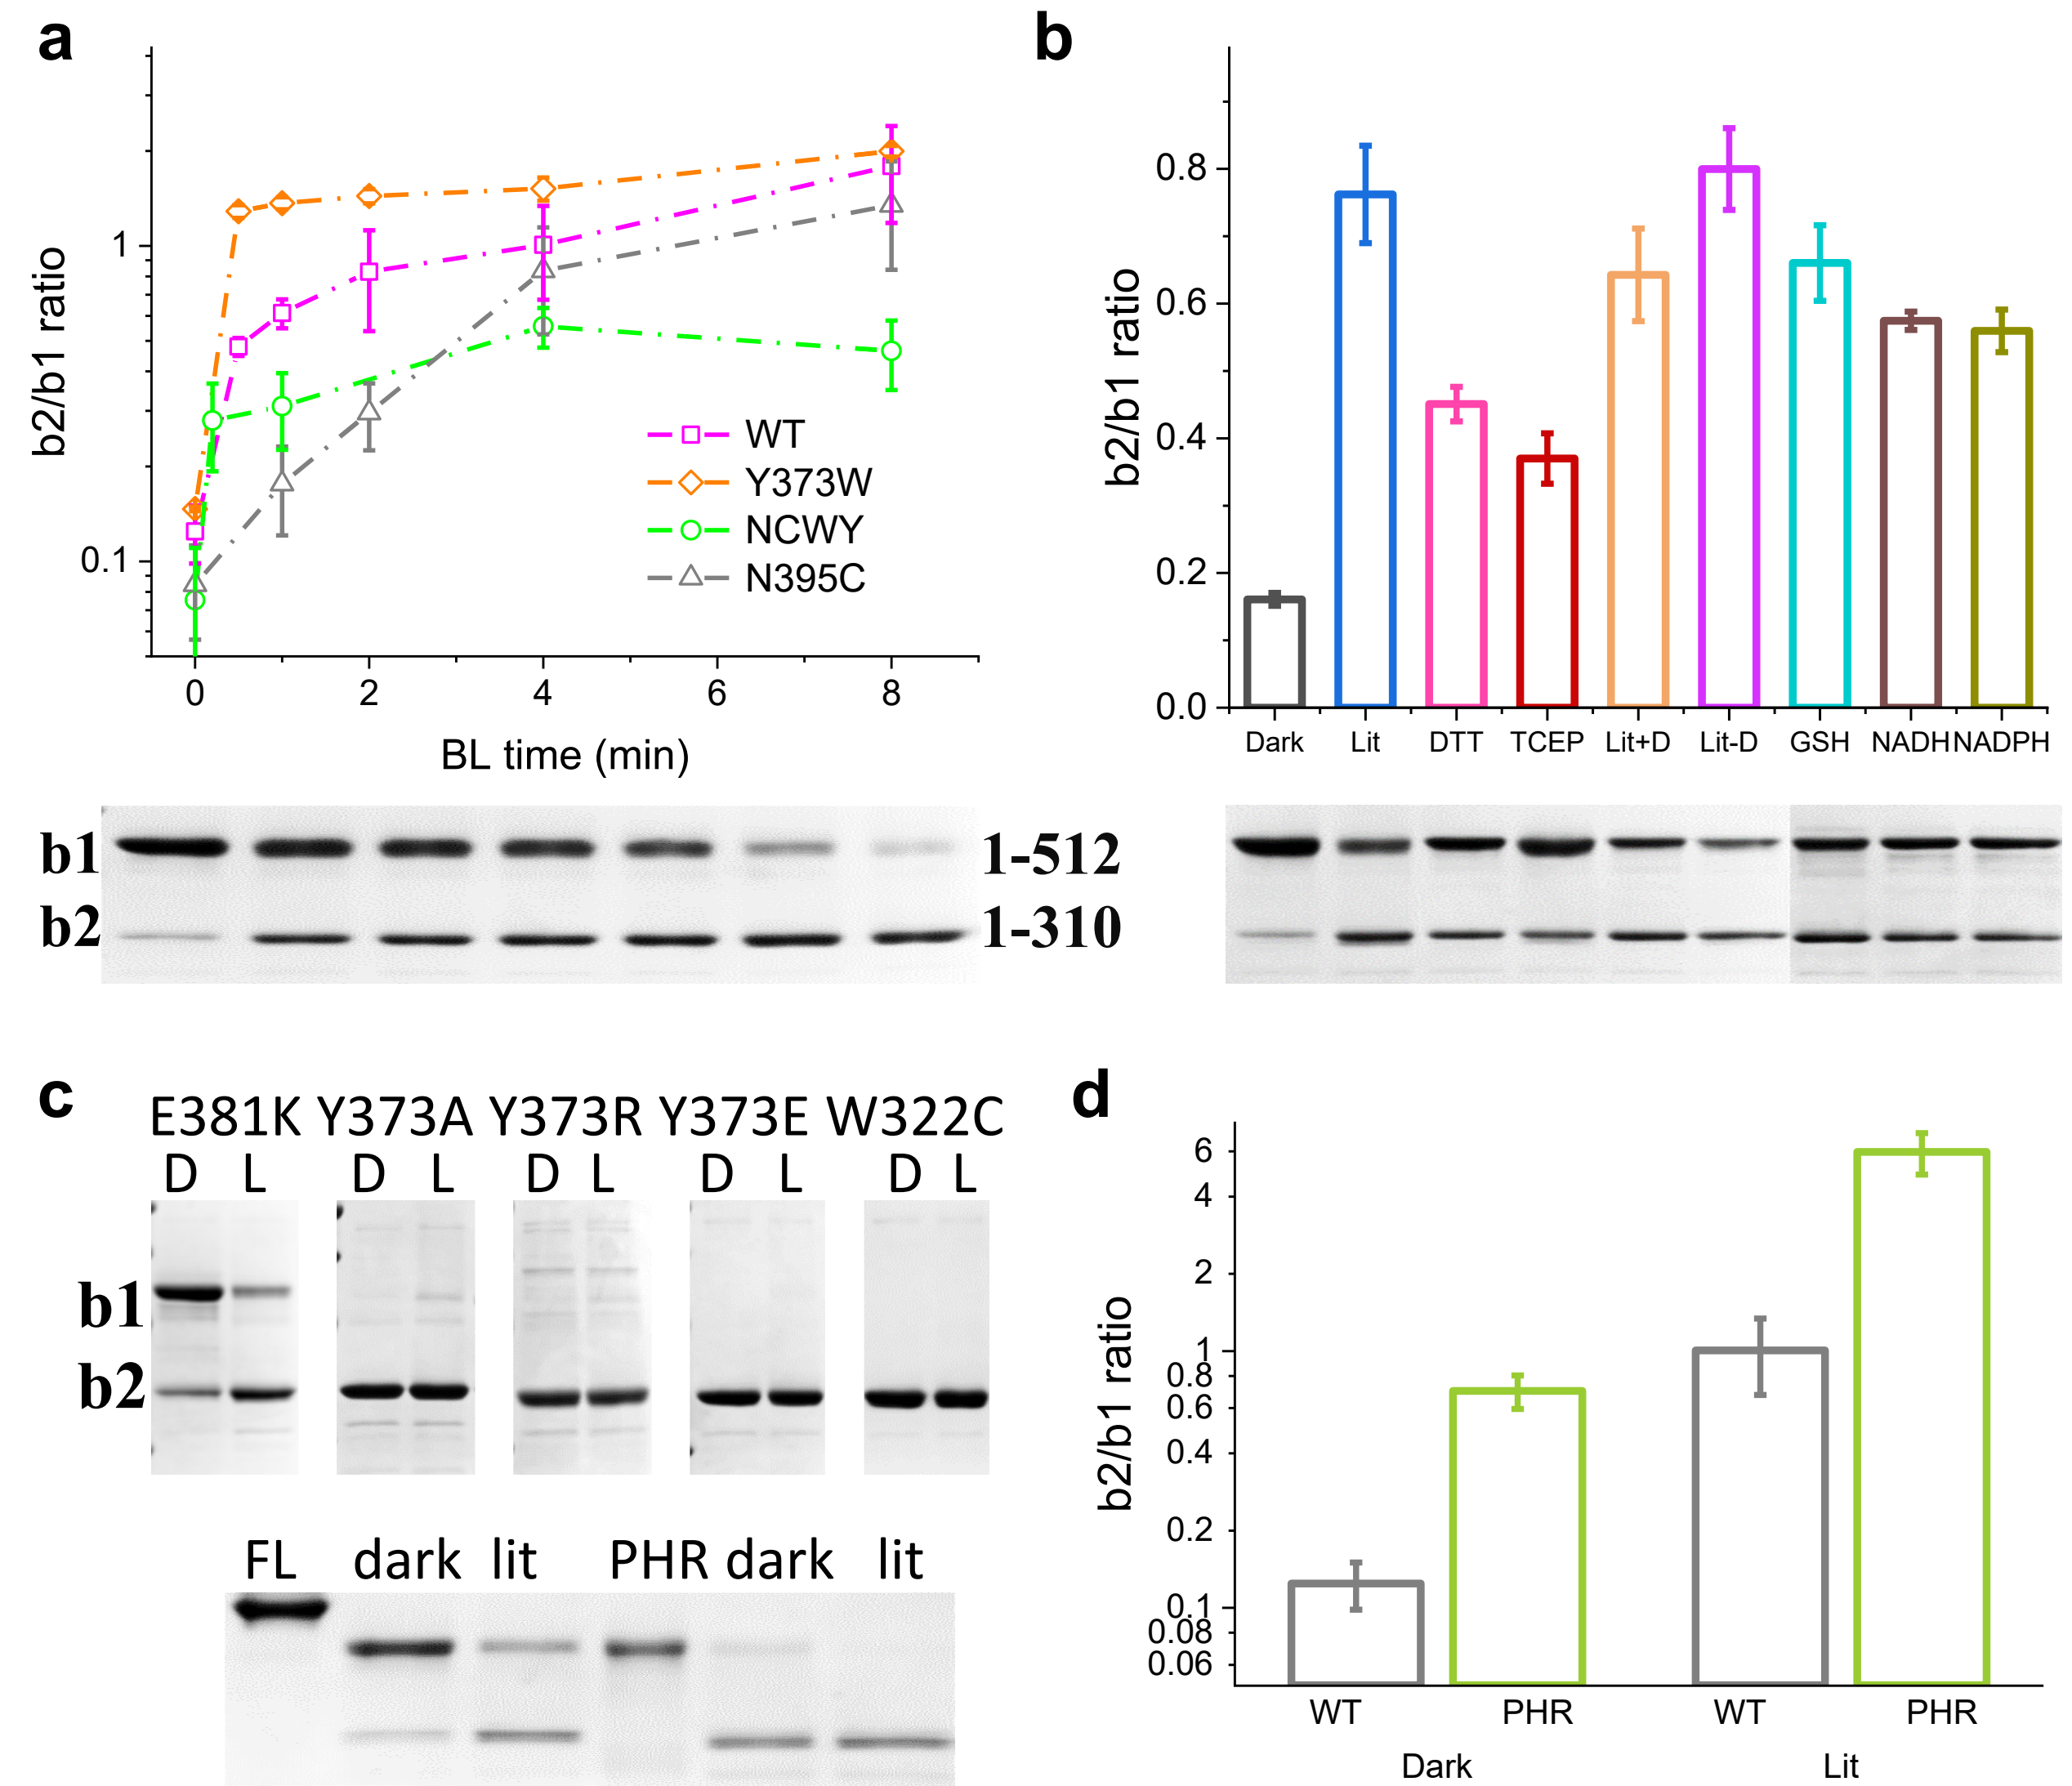 a
b2/b1 ratio
1
0.1
WT
Y373W
NCWY
N395C
0 2 4 6 8
BL time (min)
b1 1-512
b2 1-310
b
b2/b1 ratio
0.8
0.6
0.4
0.2
0.0
Dark Lit DTT TCEP Lit+D Lit-D GSH NADH NADPH
c
E381K Y373A Y373R Y373E W322C
D L D L D L D L D L
b1
b2
FL dark lit PHR dark lit
d
b2/b1 ratio
6
4
2
1
0.8
0.6
0.4
0.2
0.1
0.08
0.06
WT PHR WT PHR
Dark Lit